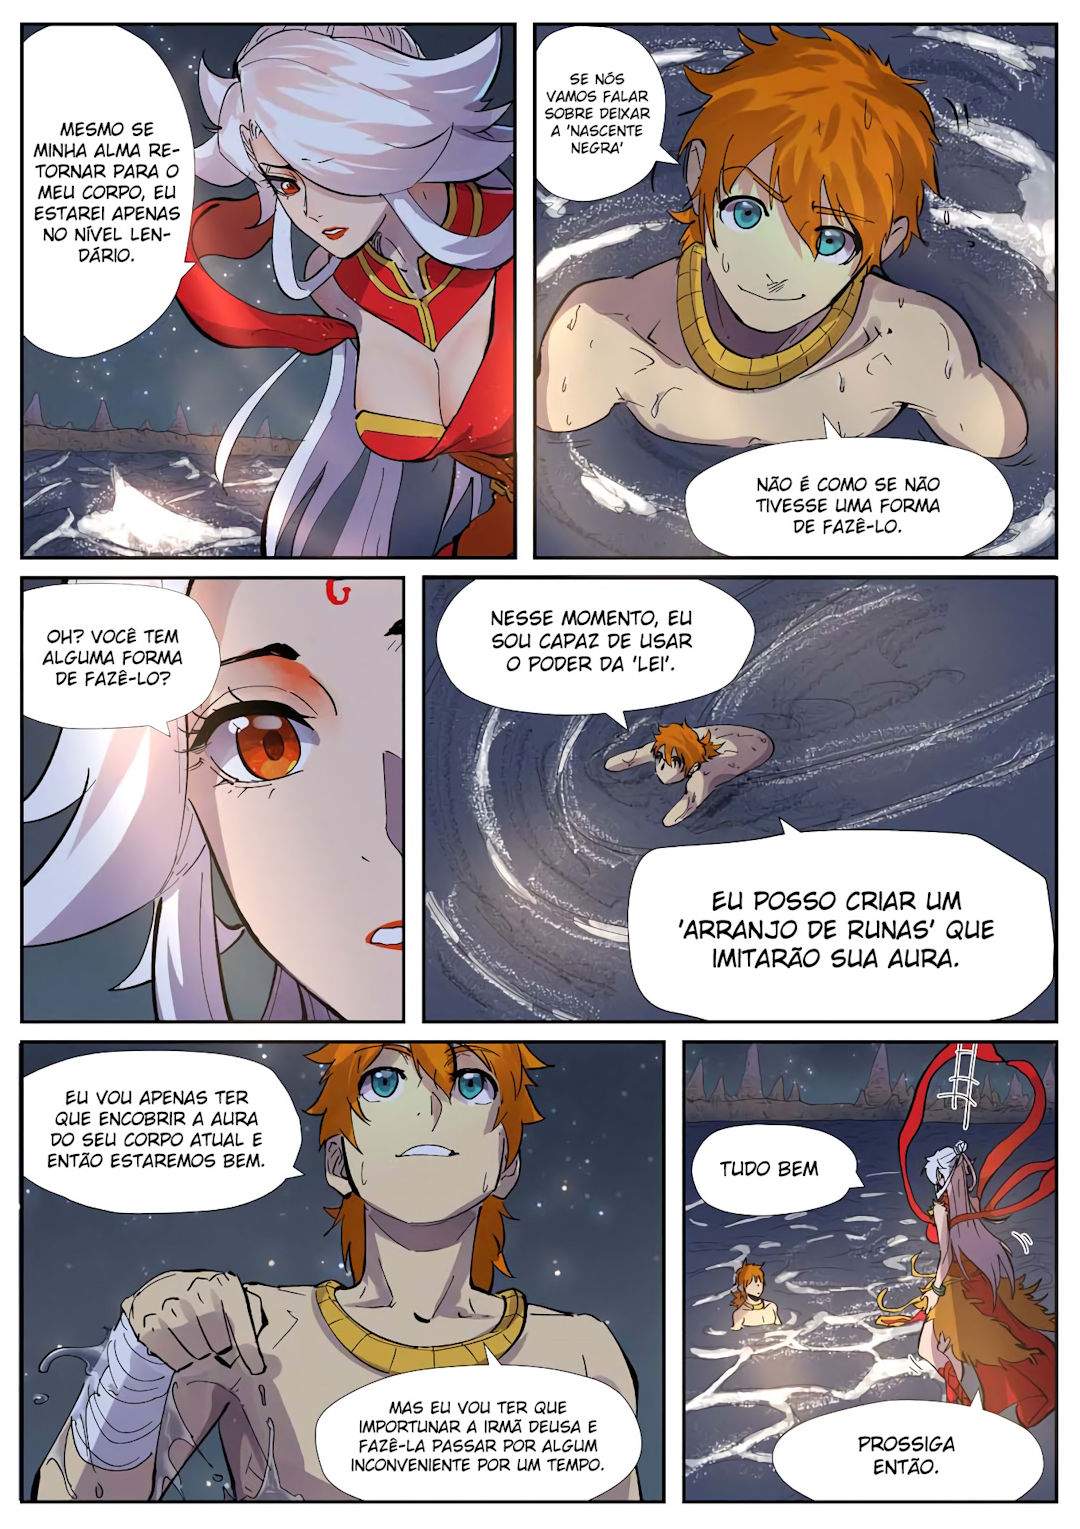 MESMO SE
MINHA ALMA RE-
TORNAR PARA O
MEU CORPO, EU
ESTAREI APENAS
NO NÍVEL LEN-
DÁRIO.
SE NÓS
VAMOS FALAR
SOBRE DEIXAR
A 'NASCENTE
NEGRA'
NÃO É COMO SE NÃO
TIVESSE UMA FORMA
DE FAZÊ-LO.
OH? VOCÊ TEM
ALGUMA FORMA
DE FAZÊ-LO?
NESSE MOMENTO, EU
SOU CAPAZ DE USAR
O PODER DA 'LEI'.
EU POSSO CRIAR UM
'ARRANJO DE RUNAS' QUE
IMITARÃO SUA AURA.
EU VOU APENAS TER
QUE ENCOBRIR A AURA
DO SEU CORPO ATUAL E
ENTÃO ESTAREMOS BEM.
MAS EU VOU TER QUE
IMPORTUNAR A IRMÃ DEUSA E
FAZÊ-LA PASSAR POR ALGUM
INCONVENIENTE POR UM TEMPO.
TUDO BEM
PROSSIGA
ENTÃO.